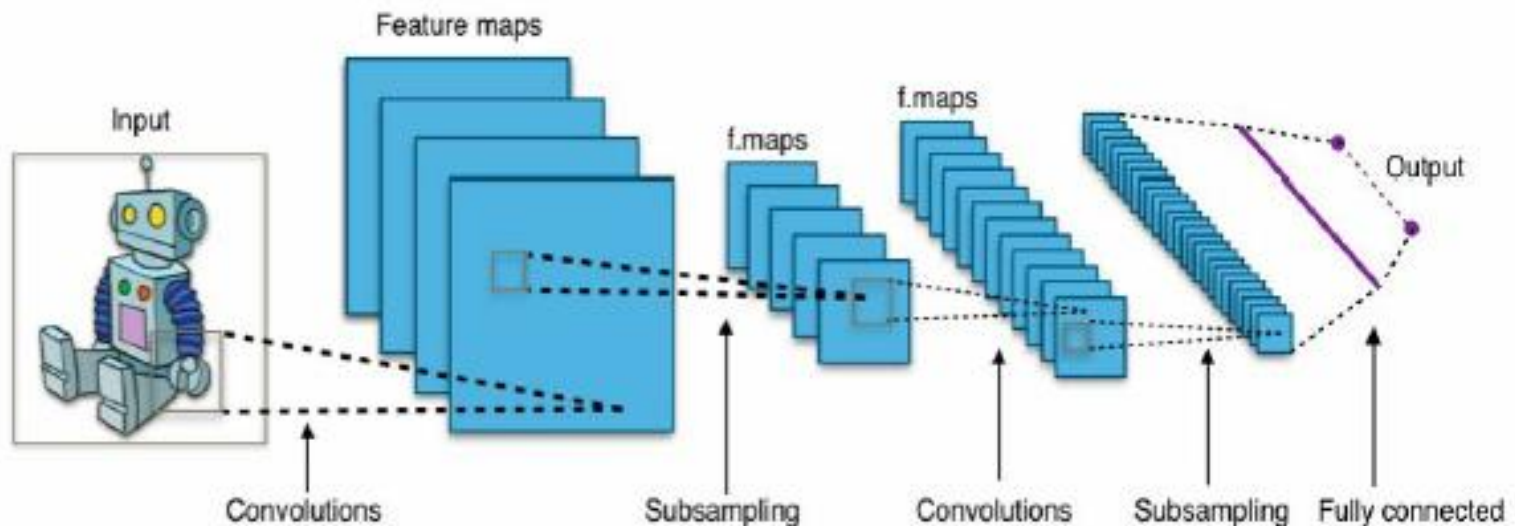 Feature maps
Input
f.maps
f.maps
Output
Convolutions
Subsampling
Convolutions
Subsampling
Fully connected